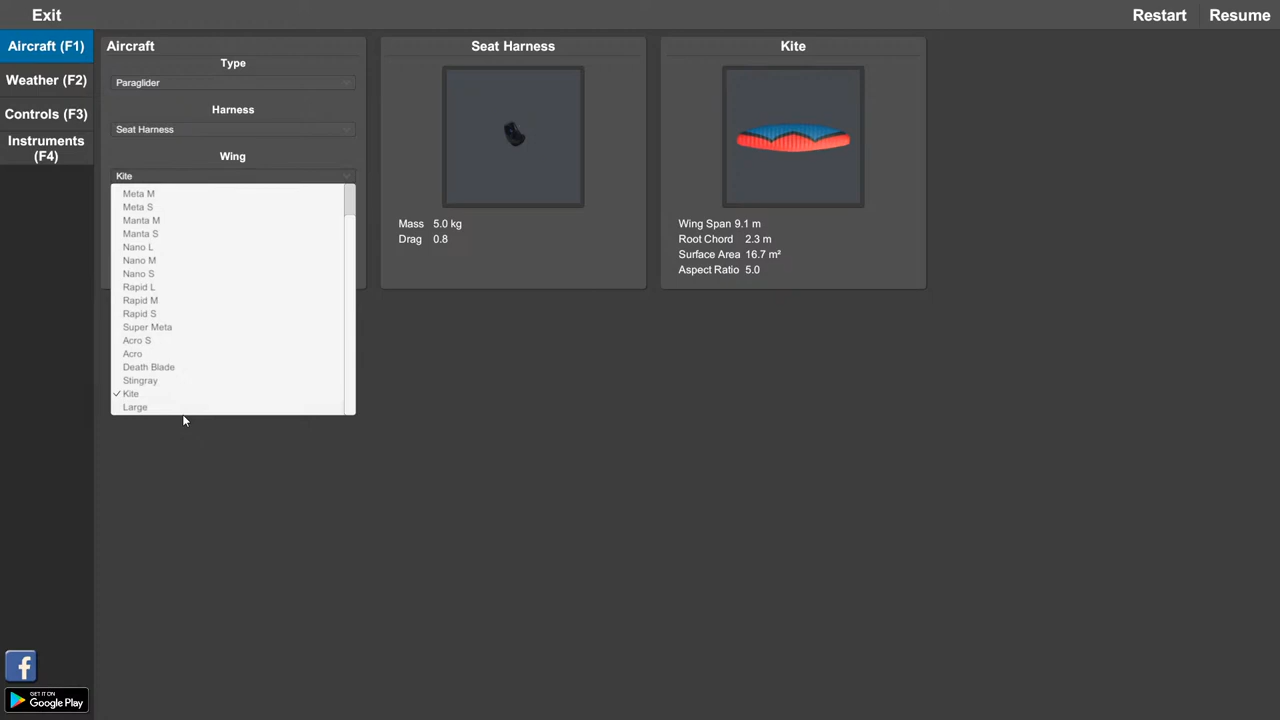 Exit
Restart
Resume
Aircraft (F1)
Weather (F2)
Controls (F3)
Instruments
(F4)
Aircraft
Type
Paraglider
Harness
Seat Harness
Wing
Kite
Meta M
Meta S
Manta M
Manta S
Nano L
Nano M
Nano S
Rapid L
Rapid M
Rapid S
Super Meta
Acro S
Acro
Death Blade
Stingray
Kite
Large
Seat Harness
Mass 5.0 kg
Drag 0.8
Kite
Wing Span 9.1 m
Root Chord 2.3 m
Surface Area 16.7 m²
Aspect Ratio 5.0
f
GET IT ON
Google Play